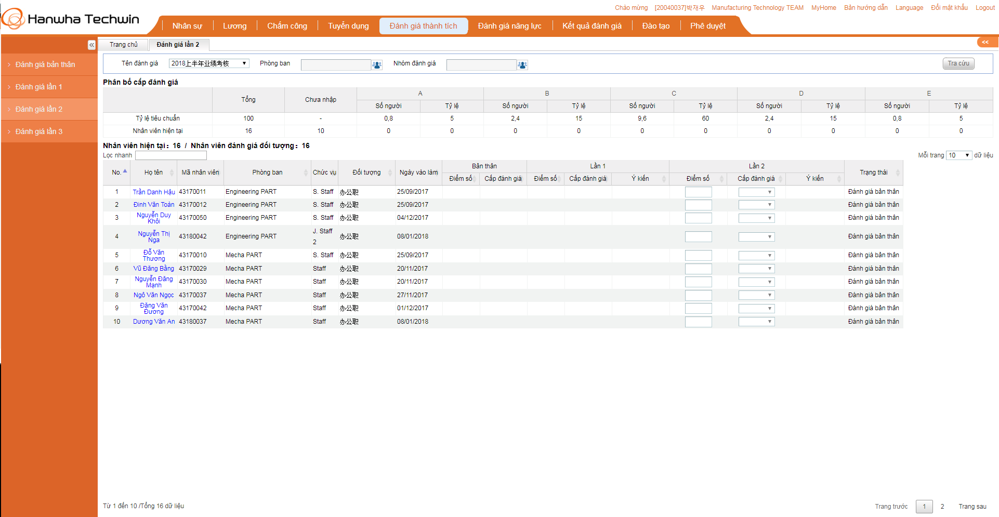 Chào mừng [20040037]박재우 Manufacturing Technology TEAM MyHome Bản hướng dẫn Language Đổi mật khẩu Logout
Hanwha Techwin
Nhân sự Lương Chấm công Tuyển dụng Đánh giá thành tích Đánh giá năng lực Kết quả đánh giá Đào tạo Phê duyệt
« Trang chủ Đánh giá lần 2 <<
> Đánh giá bản thân
> Đánh giá lần 1
> Đánh giá lần 2
> Đánh giá lần 3
Tên đánh giá 2018上半年业绩考核 Phòng ban Nhóm đánh giá Tra cứu
Phân bố cấp đánh giá
Tổng Chưa nhập A B C D E
Số người Tỷ lệ Số người Tỷ lệ Số người Tỷ lệ Số người Tỷ lệ Số người Tỷ lệ
Tỷ lệ tiêu chuẩn 100 - 0,8 5 2,4 15 9,6 60 2,4 15 0,8 5
Nhân viên hiện tại 16 10 0 0 0 0 0 0 0 0 0 0
Nhân viên hiện tại：16 / Nhân viên đánh giá đối tượng：16
Lọc nhanh Mỗi trang 10 dữ liệu
No. Họ tên Mã nhân viên Phòng ban Chức vụ Đối tượng Ngày vào làm Bản thân Lần 1 Lần 2 Trạng thái
Điểm số Cấp đánh giá Điểm số Cấp đánh giá Ý kiến Điểm số Cấp đánh giá Ý kiến
1 Trần Danh Hậu 43170011 Engineering PART S. Staff 办公职 25/09/2017 Đánh giá bản thân
2 Đinh Văn Toàn 43170012 Engineering PART S. Staff 办公职 25/09/2017 Đánh giá bản thân
3 Nguyễn Duy Khôi 43170050 Engineering PART S. Staff 办公职 04/12/2017 Đánh giá bản thân
4 Nguyễn Thị Nga 43180042 Engineering PART J. Staff 2 办公职 08/01/2018 Đánh giá bản thân
5 Đỗ Văn Thương 43170010 Mecha PART S. Staff 办公职 25/09/2017 Đánh giá bản thân
6 Vũ Đăng Bằng 43170029 Mecha PART Staff 办公职 20/11/2017 Đánh giá bản thân
7 Nguyễn Đăng Mạnh 43170030 Mecha PART Staff 办公职 20/11/2017 Đánh giá bản thân
8 Ngô Văn Ngọc 43170037 Mecha PART Staff 办公职 27/11/2017 Đánh giá bản thân
9 Đặng Văn Đương 43170042 Mecha PART Staff 办公职 01/12/2017 Đánh giá bản thân
10 Dương Văn An 43180037 Mecha PART Staff 办公职 08/01/2018 Đánh giá bản thân
Từ 1 đến 10 /Tổng 16 dữ liệu Trang trước 1 2 Trang sau